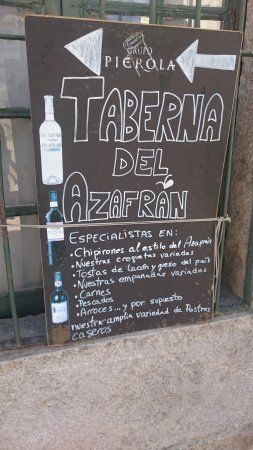 GRUPO
PIÉROLA
TABERNA
DEL
AZAFRÁN
ESPECIALISTAS EN:
• Chipirones al estilo del Azafrán
• Nuestras croquetas variadas
• Tostas de lacón y queso del país
• Nuestras empanadas variadas
• Carnes
• Pescados
• Arroces... y por supuesto
nuestra amplia variedad de Postres
caseros